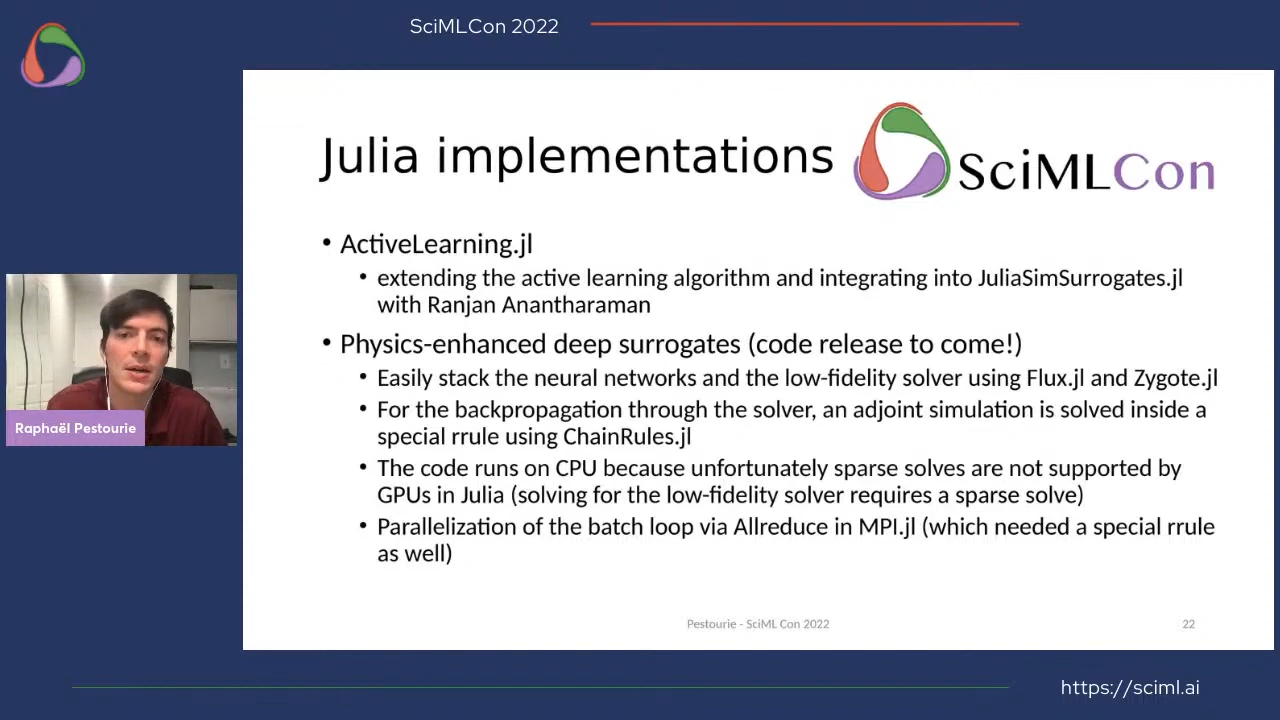 SciMLCon 2022
Julia implementations
SciMLCon
• ActiveLearning.jl
• extending the active learning algorithm and integrating into JuliaSimSurrogates.jl
with Ranjan Anantharaman
• Physics-enhanced deep surrogates (code release to come!)
• Easily stack the neural networks and the low-fidelity solver using Flux.jl and Zygote.jl
• For the backpropagation through the solver, an adjoint simulation is solved inside a
special rrule using ChainRules.jl
• The code runs on CPU because unfortunately sparse solves are not supported by
GPUs in Julia (solving for the low-fidelity solver requires a sparse solve)
• Parallelization of the batch loop via Allreduce in MPI.jl (which needed a special rrule
as well)
Raphaël Pestourie
Pestourie - SciML Con 2022
22
https://sciml.ai